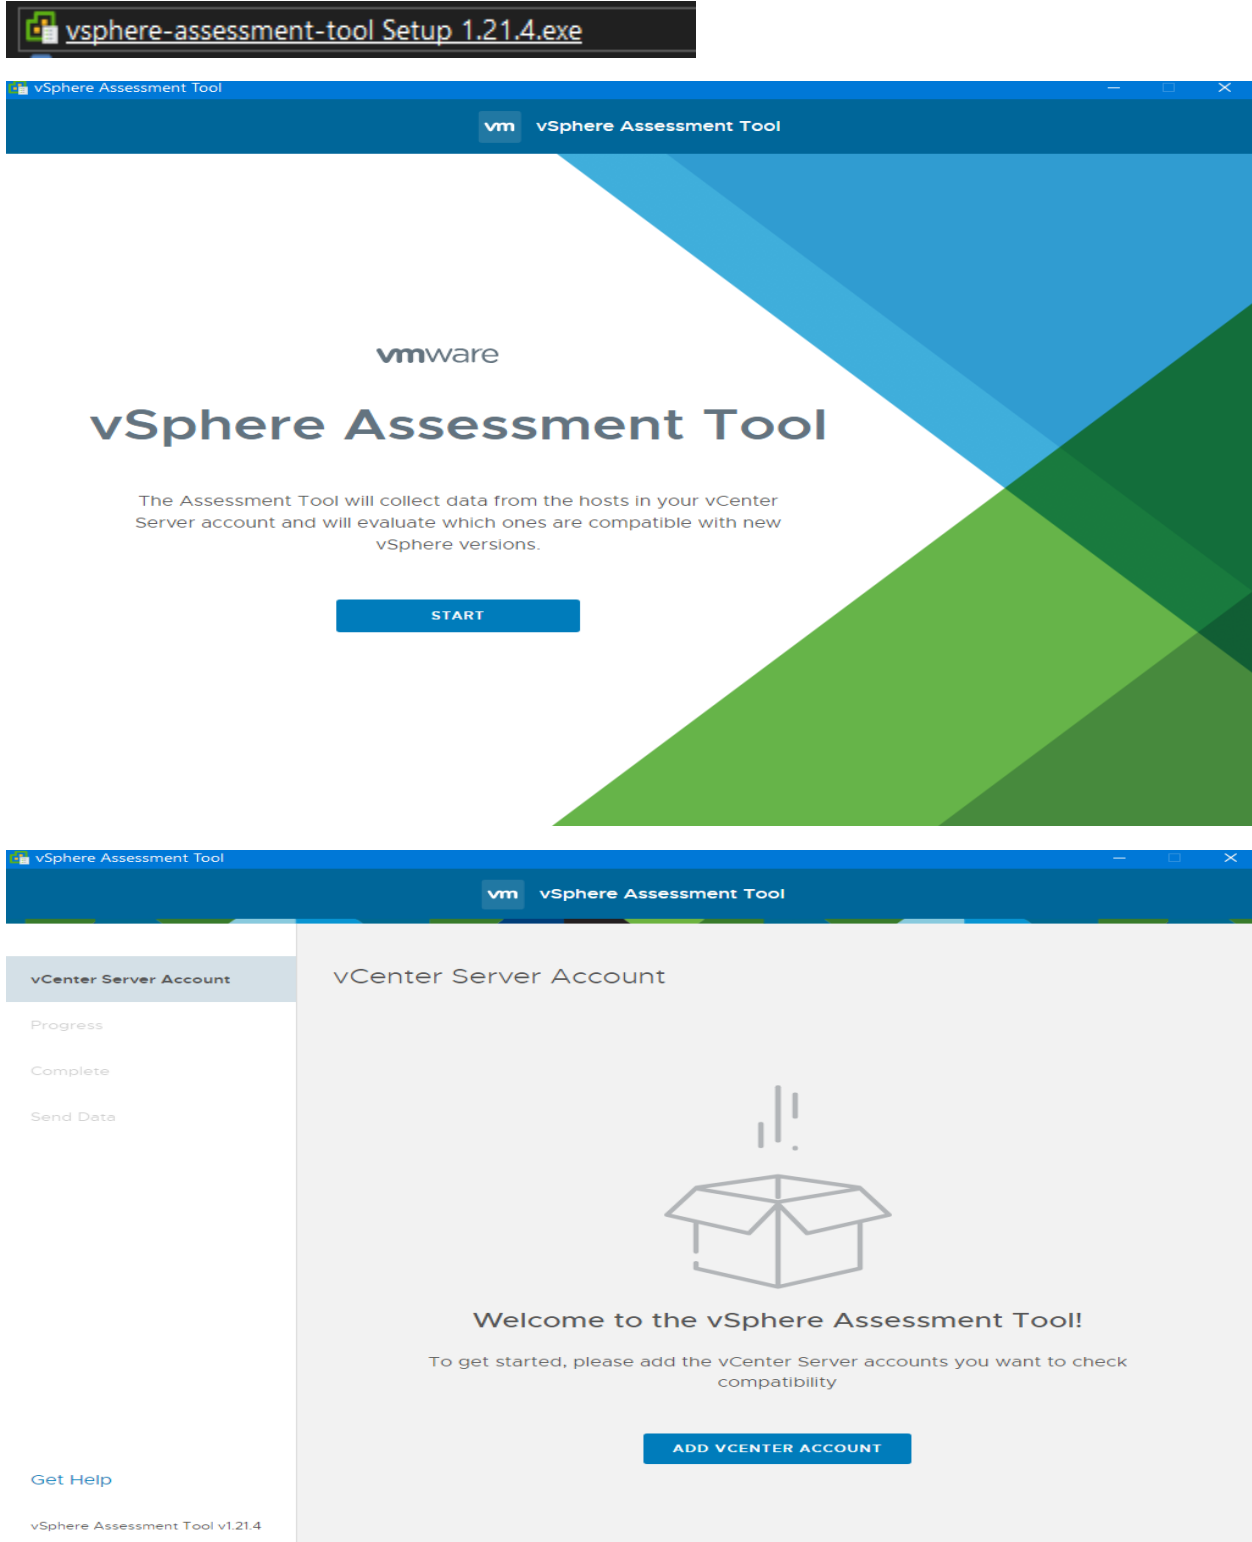 vsphere-assessment-tool Setup 1.21.4.exe
vSphere Assessment Tool
vm vSphere Assessment Tool
vmware
vSphere Assessment Tool
The Assessment Tool will collect data from the hosts in your vCenter
Server account and will evaluate which ones are compatible with new
vSphere versions.
START
vSphere Assessment Tool
vm vSphere Assessment Tool
vCenter Server Account
Progress
Complete
Send Data
Get Help
vSphere Assessment Tool v1.21.4
vCenter Server Account
Welcome to the vSphere Assessment Tool!
To get started, please add the vCenter Server accounts you want to check
compatibility
ADD VCENTER ACCOUNT